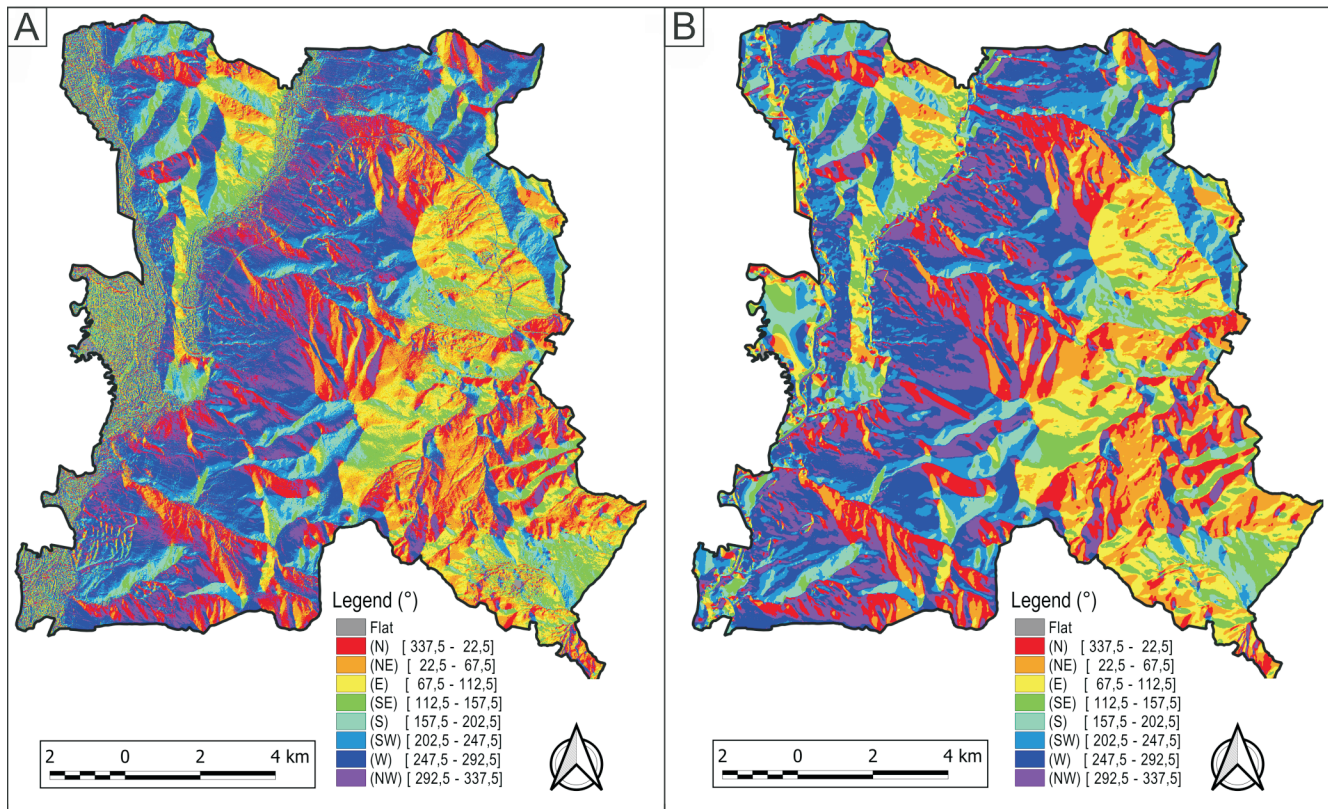 A
Legend (°)
Flat
(N) [ 337,5 - 22,5]
(NE) [ 22,5 - 67,5]
(E) [ 67,5 - 112,5]
(SE) [ 112,5 - 157,5]
(S) [ 157,5 - 202,5]
(SW) [ 202,5 - 247,5]
(W) [ 247,5 - 292,5]
(NW) [ 292,5 - 337,5]
2 0 2 4 km
B
Legend (°)
Flat
(N) [ 337,5 - 22,5]
(NE) [ 22,5 - 67,5]
(E) [ 67,5 - 112,5]
(SE) [ 112,5 - 157,5]
(S) [ 157,5 - 202,5]
(SW) [ 202,5 - 247,5]
(W) [ 247,5 - 292,5]
(NW) [ 292,5 - 337,5]
2 0 2 4 km